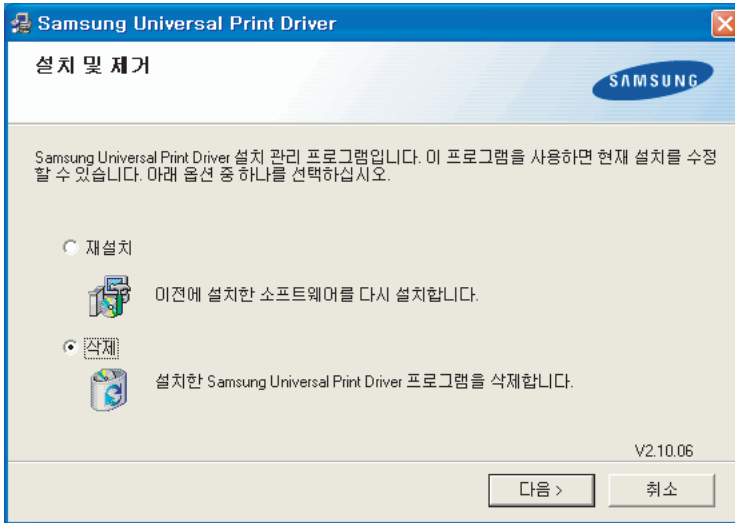 Samsung Universal Print Driver
설치 및 제거
SAMSUNG
Samsung Universal Print Driver 설치 관리 프로그램입니다. 이 프로그램을 사용하면 현재 설치를 수정
할 수 있습니다. 아래 옵션 중 하나를 선택하십시오.
재설치
이전에 설치한 소프트웨어를 다시 설치합니다.
삭제
설치한 Samsung Universal Print Driver 프로그램을 삭제합니다.
V2.10.06
다음 >
취소